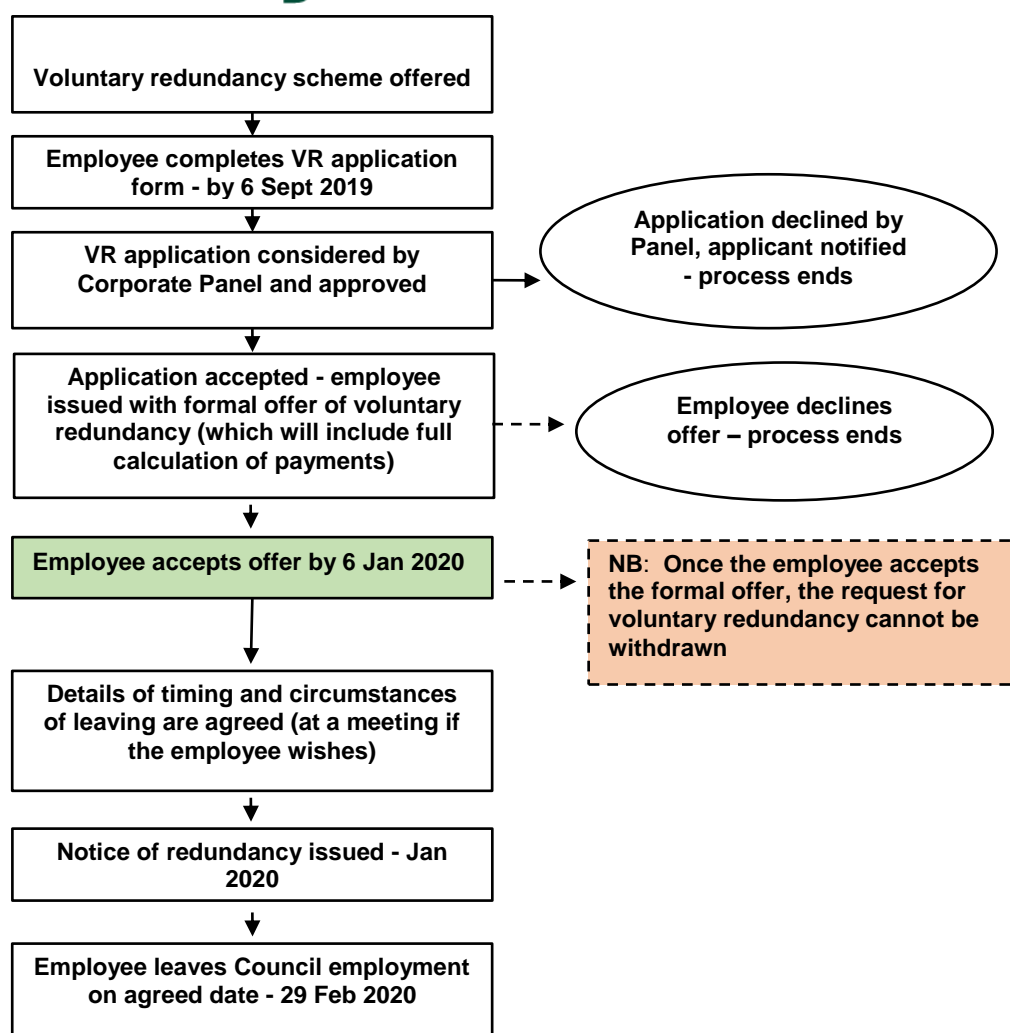 Voluntary redundancy scheme offered
Employee completes VR application
form - by 6 Sept 2019
VR application considered by
Corporate Panel and approved
Application declined by
Panel, applicant notified
- process ends
Application accepted - employee
issued with formal offer of voluntary
redundancy (which will include full
calculation of payments)
Employee declines
offer – process ends
Employee accepts offer by 6 Jan 2020
NB: Once the employee accepts
the formal offer, the request for
voluntary redundancy cannot be
withdrawn
Details of timing and circumstances
of leaving are agreed (at a meeting if
the employee wishes)
Notice of redundancy issued - Jan
2020
Employee leaves Council employment
on agreed date - 29 Feb 2020